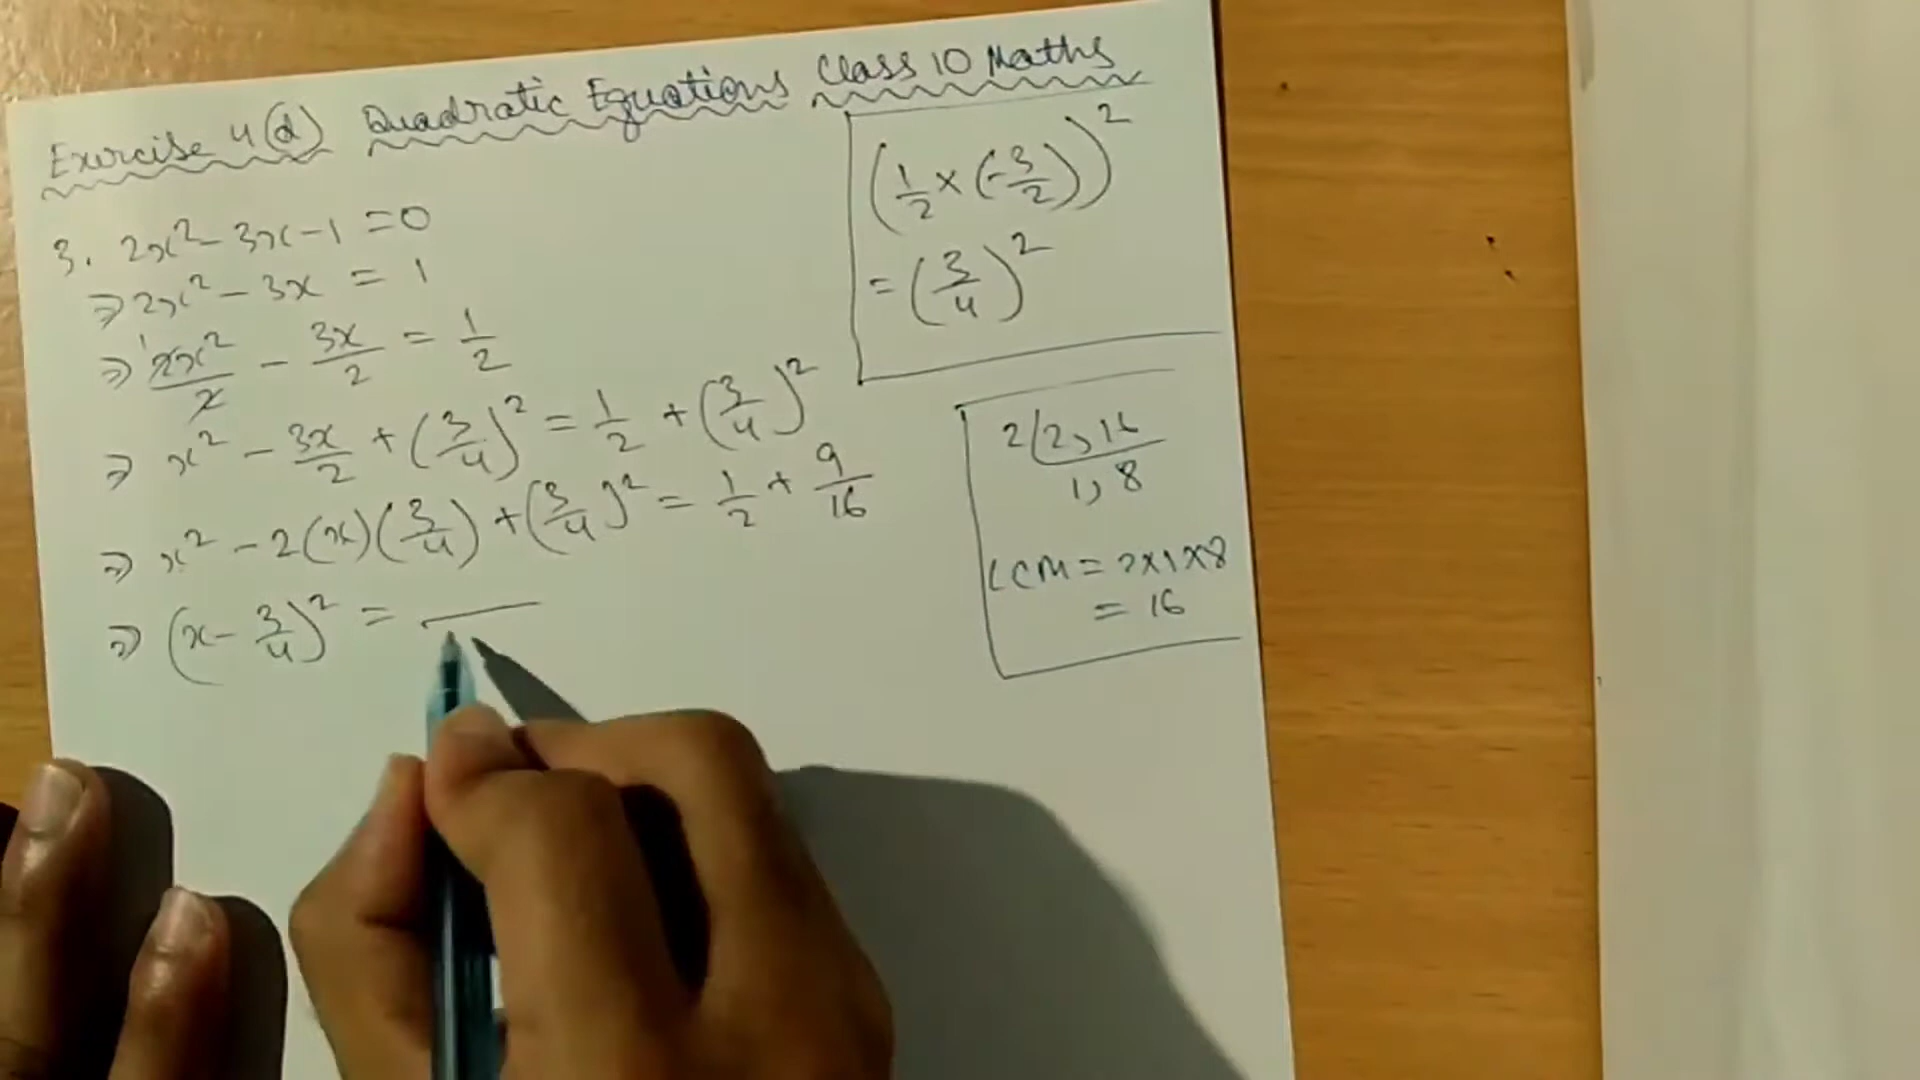 Exercise 4(d) Quadratic Equations Class 10 Maths
3. 2x² - 3x - 1 = 0
⇒ 2x² - 3x = 1
⇒ 2x²/2 - 3x/2 = 1/2
⇒ x² - 3x/2 + (3/4)² = 1/2 + (3/4)²
⇒ x² - 2(x)(3/4) + (3/4)² = 1/2 + 9/16
⇒ (x - 3/4)² =
(1/2 × (-3/2))²
= (3/4)²
2(2, 16
1, 8
LCM = 2×1×8
= 16